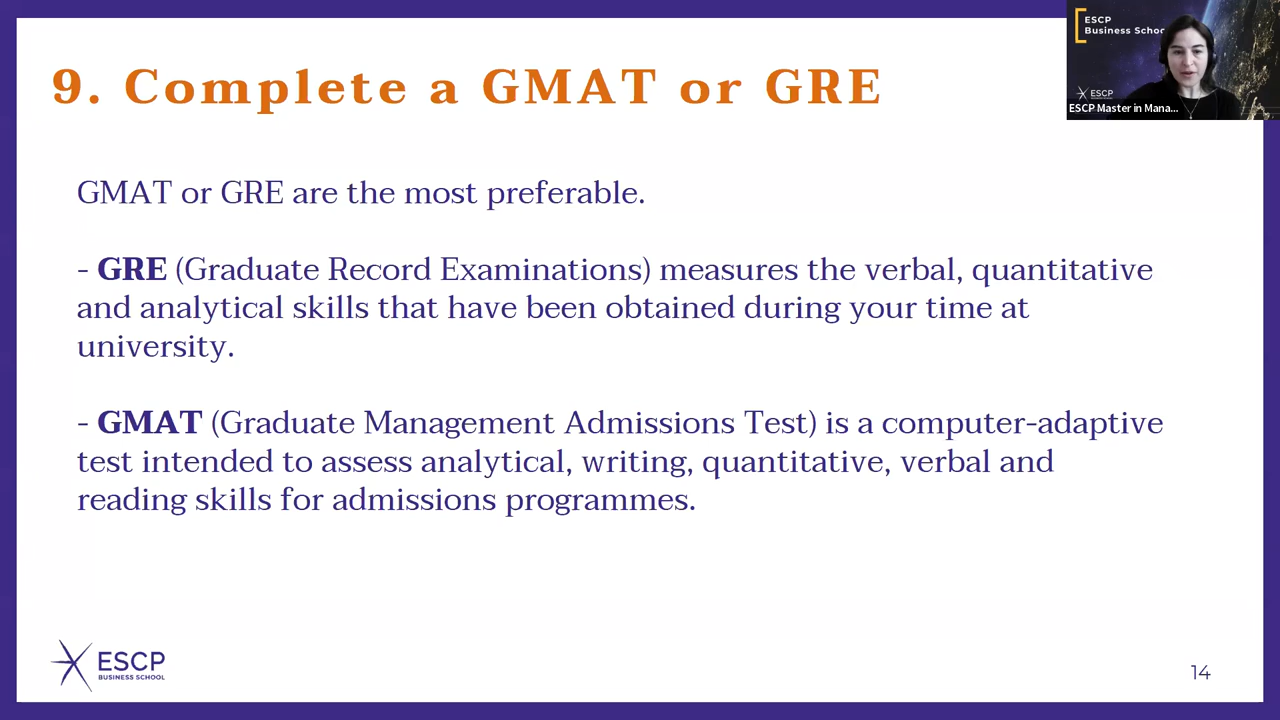 9. Complete a GMAT or GRE
ESCP
Business Schoo
ESCP
ESCP Master in Mana...
GMAT or GRE are the most preferable.
- GRE (Graduate Record Examinations) measures the verbal, quantitative
and analytical skills that have been obtained during your time at
university.
- GMAT (Graduate Management Admissions Test) is a computer-adaptive
test intended to assess analytical, writing, quantitative, verbal and
reading skills for admissions programmes.
ESCP
BUSINESS SCHOOL
14